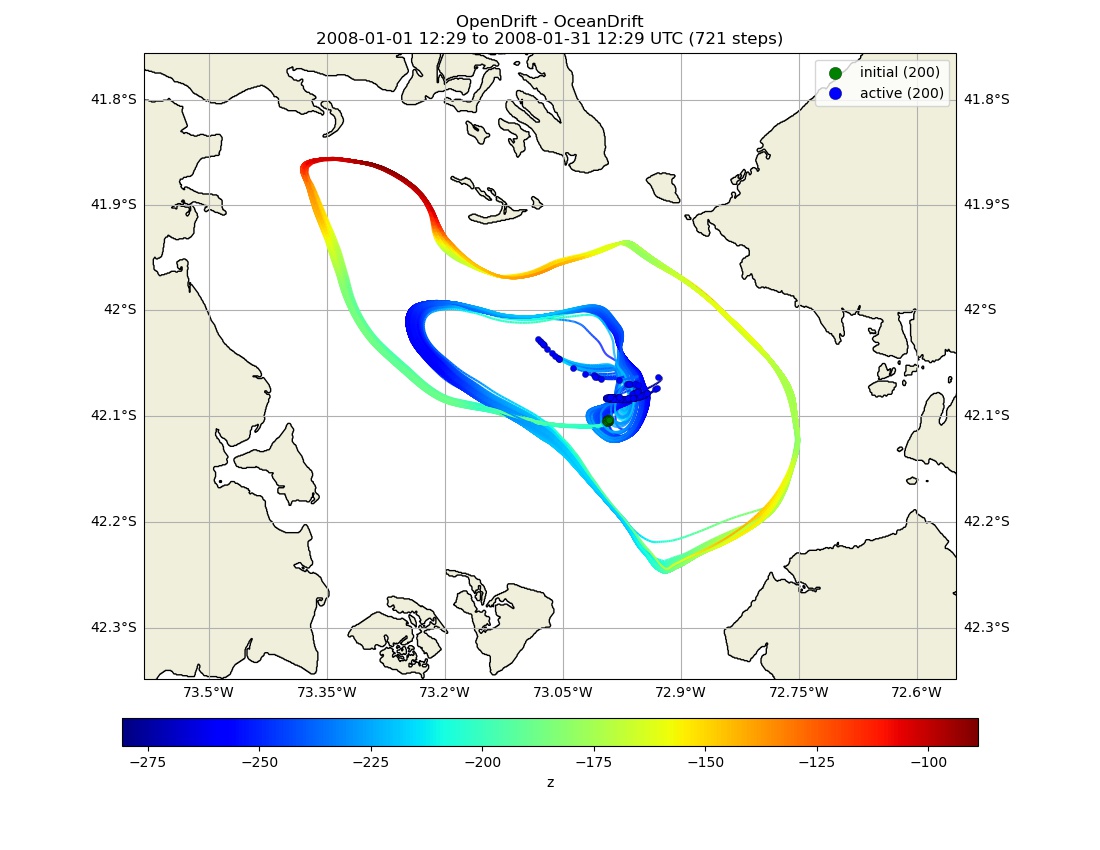 OpenDrift - OceanDrift
2008-01-01 12:29 to 2008-01-31 12:29 UTC (721 steps)
initial (200)
active (200)
41.8°S 41.8°S
41.9°S 41.9°S
42°S 42°S
42.1°S 42.1°S
42.2°S 42.2°S
42.3°S 42.3°S
73.5°W 73.35°W 73.2°W 73.05°W 72.9°W 72.75°W 72.6°W
−275 −250 −225 −200 −175 −150 −125 −100
z